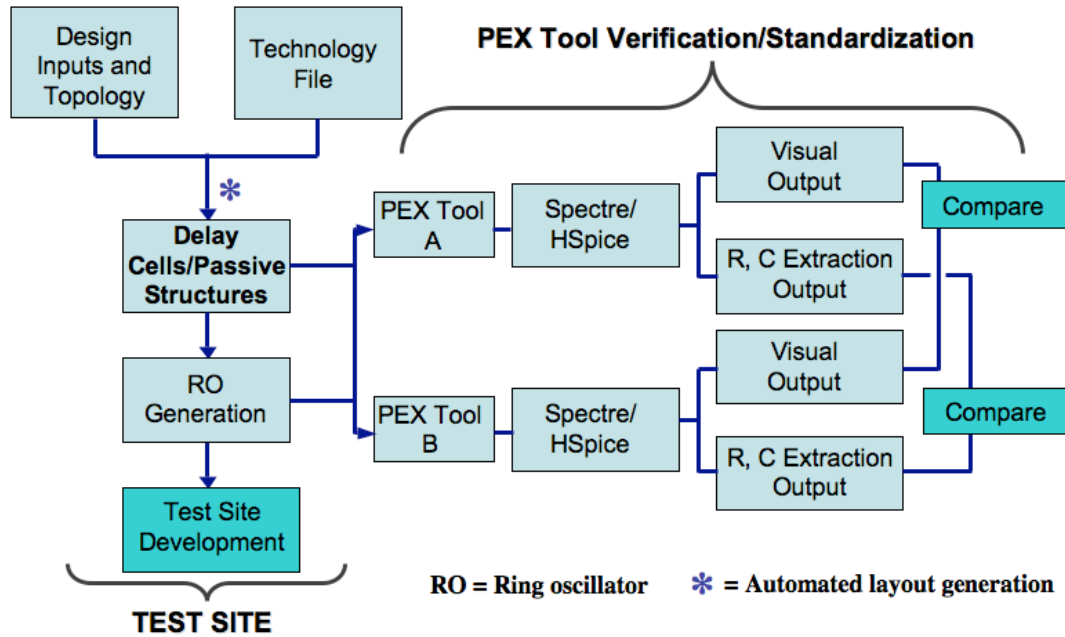 Design
Inputs and
Topology
Technology
File
PEX Tool Verification/Standardization
*
Delay
Cells/Passive
Structures
RO
Generation
Test Site
Development
TEST SITE
PEX Tool
A
Spectre/
HSpice
Visual
Output
R, C Extraction
Output
Compare
PEX Tool
B
Spectre/
HSpice
Visual
Output
R, C Extraction
Output
Compare
RO = Ring oscillator
* = Automated layout generation